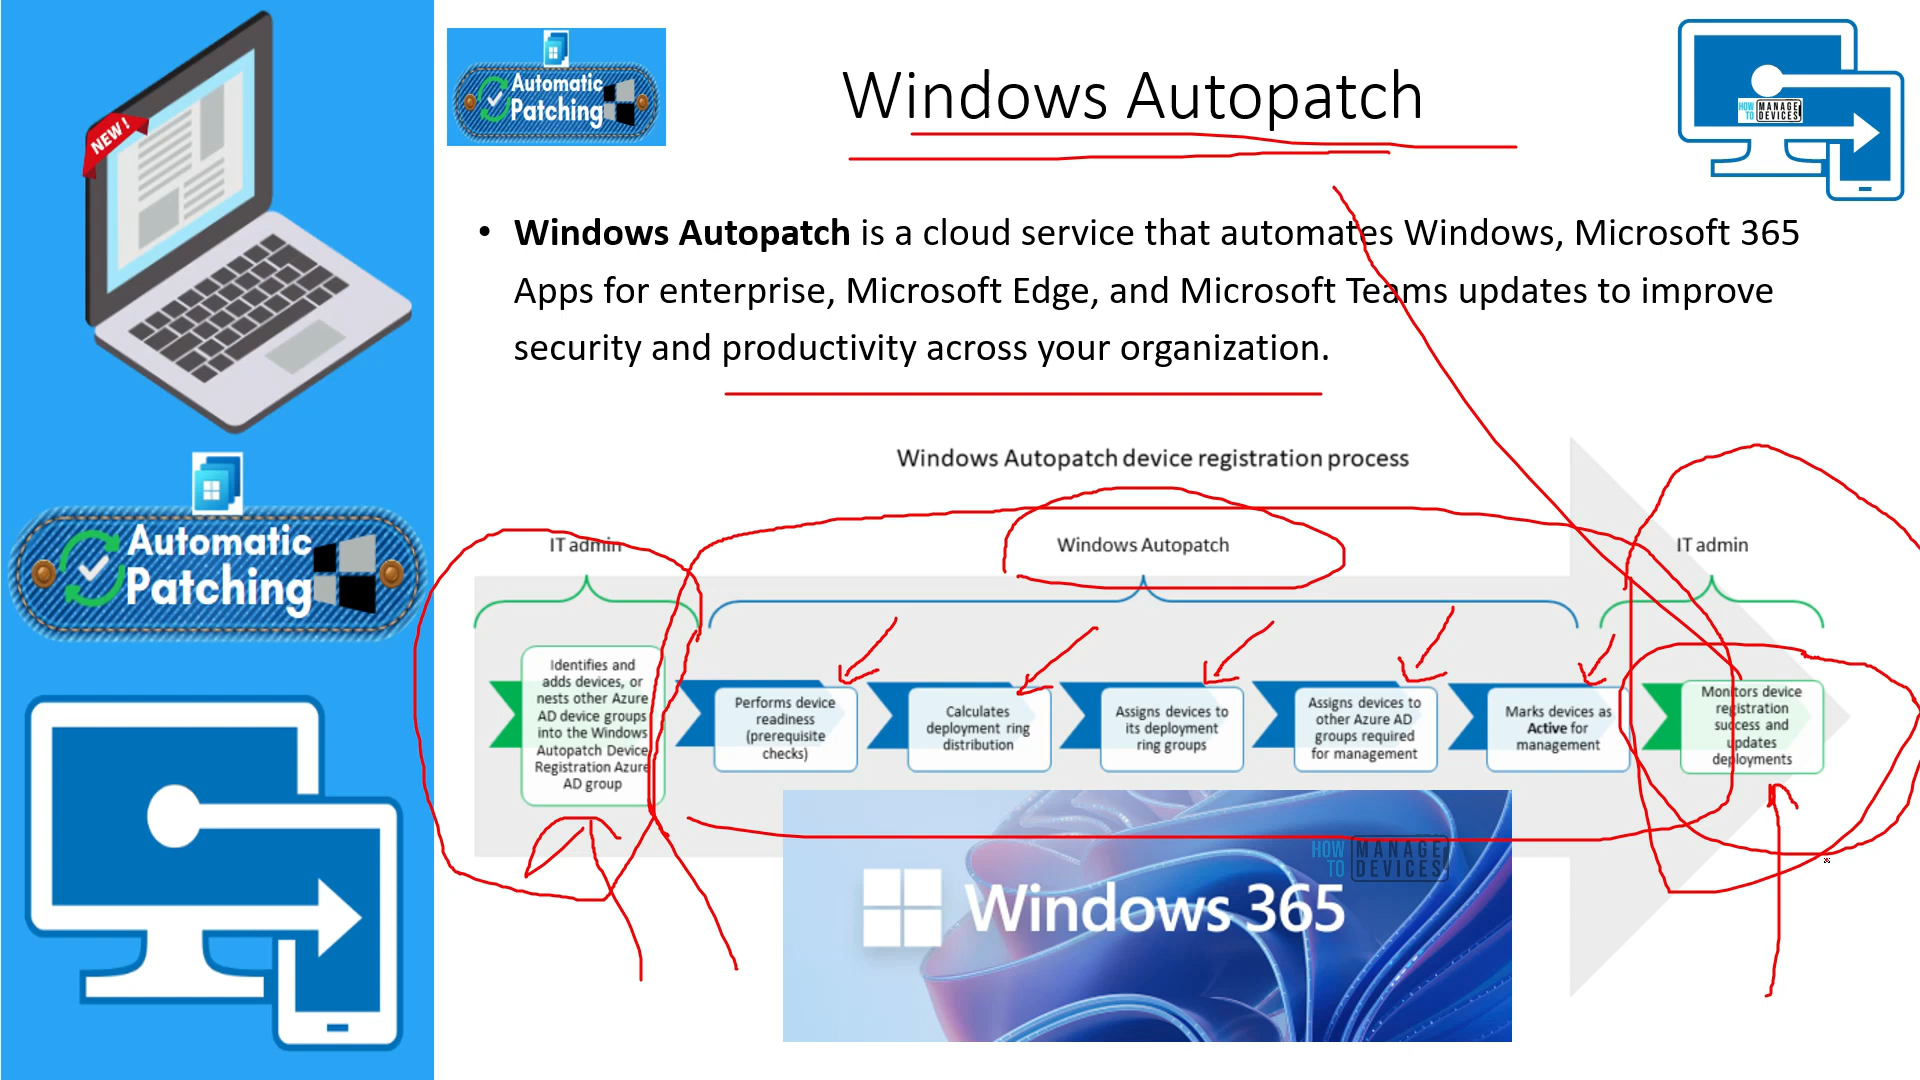 NEW!
Automatic
Patching
Windows Autopatch
HOW TO MANAGE DEVICES
• Windows Autopatch is a cloud service that automates Windows, Microsoft 365
Apps for enterprise, Microsoft Edge, and Microsoft Teams updates to improve
security and productivity across your organization.
Windows Autopatch device registration process
IT admin
Windows Autopatch
IT admin
Identifies and
adds devices, or
nests other Azure
AD device groups
into the Windows
Autopatch Device
Registration Azure
AD group
Performs device
readiness
(prerequisite
checks)
Calculates
deployment ring
distribution
Assigns devices to
its deployment
ring groups
Assigns devices to
other Azure AD
groups required
for management
Marks devices as
Active for
management
Monitors device
registration
success and
updates
deployments
Automatic
Patching
HOW TO MANAGE DEVICES
Windows 365